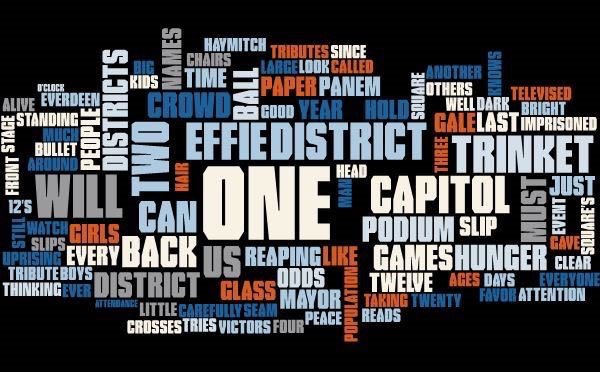 HAYMITCH
TRIBUTES SINCE
NAMES
CHAIRS
LARGE LOOK CALLED
BIG
KIDS
TIME
BALL
PAPER PANEM
O'CLOCK
ALIVE EVERDEEN
DISTRICTS
CROWD
GOOD YEAR HOLD
SQUARE
ANOTHER KNOWS
OTHERS TELEVISED
WELL DARK BRIGHT
FRONT STAGE
STANDING
MUCH
BULLET
AROUND
PEOPLE
TWO
EFFIE DISTRICT
GALE LAST IMPRISONED
THREE
TRINKET
HAIR
ONE
HEAD
MAN
CAPITOL
MUST
JUST
EVENT
SQUARE'S
12'S
WILL
CAN
PODIUM SLIP
GAVE
STILL
WATCH
SLIPS GIRLS
UPRISING EVERY BACK
US
REAPING LIKE
GAMES HUNGER CLEAR
TRIBUTE BOYS
THINKING EVER
DISTRICT
ODDS
POPULATION
TWELVE AGES DAYS EVERYONE
ATTENDANCE
GLASS
MAYOR
TAKING TWENTY FAVOR ATTENTION
LITTLE CAREFULLY SEAM
PEACE READS
CROSSES TRIES VICTORS FOUR